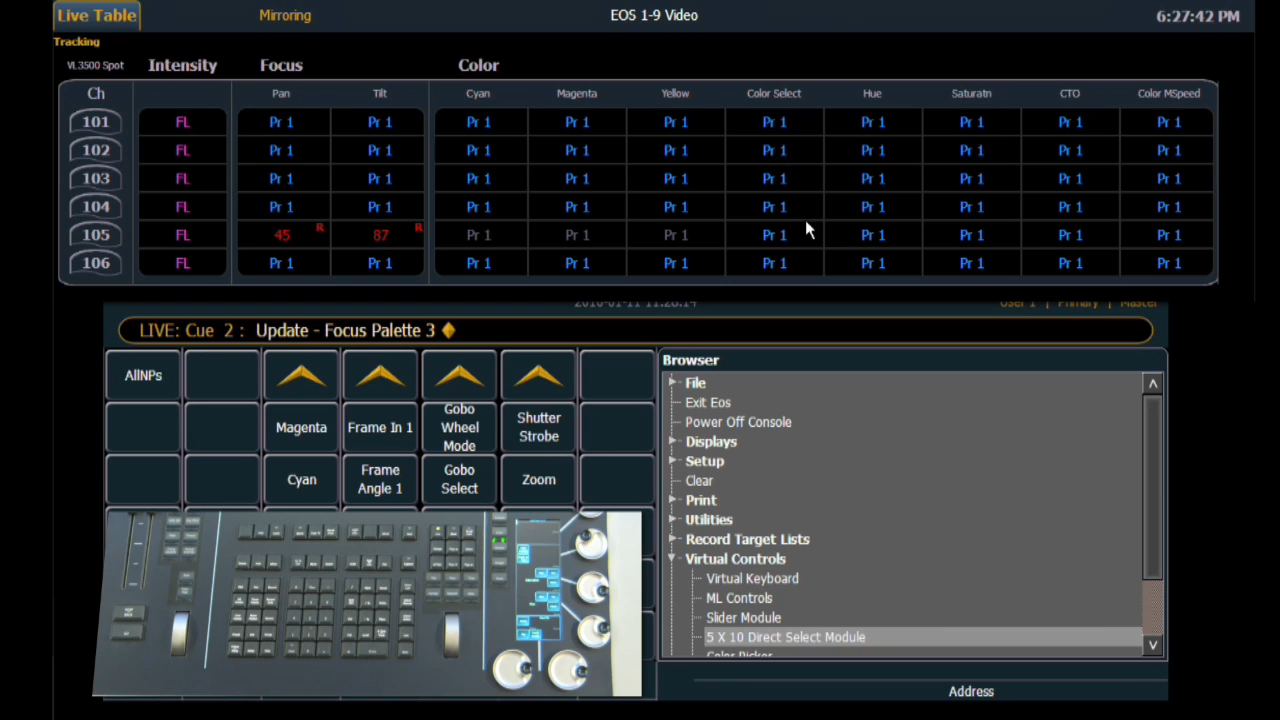 Live Table Mirroring EOS 1-9 Video 6:27:42 PM
Tracking
VL3500 Spot Intensity Focus Color
Ch Pan Tilt Cyan Magenta Yellow Color Select Hue Saturatn CTO Color MSpeed
101 FL Pr 1 Pr 1 Pr 1 Pr 1 Pr 1 Pr 1 Pr 1 Pr 1 Pr 1 Pr 1
102 FL Pr 1 Pr 1 Pr 1 Pr 1 Pr 1 Pr 1 Pr 1 Pr 1 Pr 1 Pr 1
103 FL Pr 1 Pr 1 Pr 1 Pr 1 Pr 1 Pr 1 Pr 1 Pr 1 Pr 1 Pr 1
104 FL Pr 1 Pr 1 Pr 1 Pr 1 Pr 1 Pr 1 Pr 1 Pr 1 Pr 1 Pr 1
105 FL 45 R 87 R Pr 1 Pr 1 Pr 1 Pr 1 Pr 1 Pr 1 Pr 1 Pr 1
106 FL Pr 1 Pr 1 Pr 1 Pr 1 Pr 1 Pr 1 Pr 1 Pr 1 Pr 1 Pr 1
User 1 | Primary | Master
LIVE: Cue 2 : Update - Focus Palette 3
AllNPs
Magenta
Frame In 1
Gobo
Wheel
Mode
Shutter
Strobe
Cyan
Frame
Angle 1
Gobo
Select
Zoom
Browser
File
Exit Eos
Power Off Console
Displays
Setup
Clear
Print
Utilities
Record Target Lists
Virtual Controls
Virtual Keyboard
ML Controls
Slider Module
5 X 10 Direct Select Module
Color Picker
Address